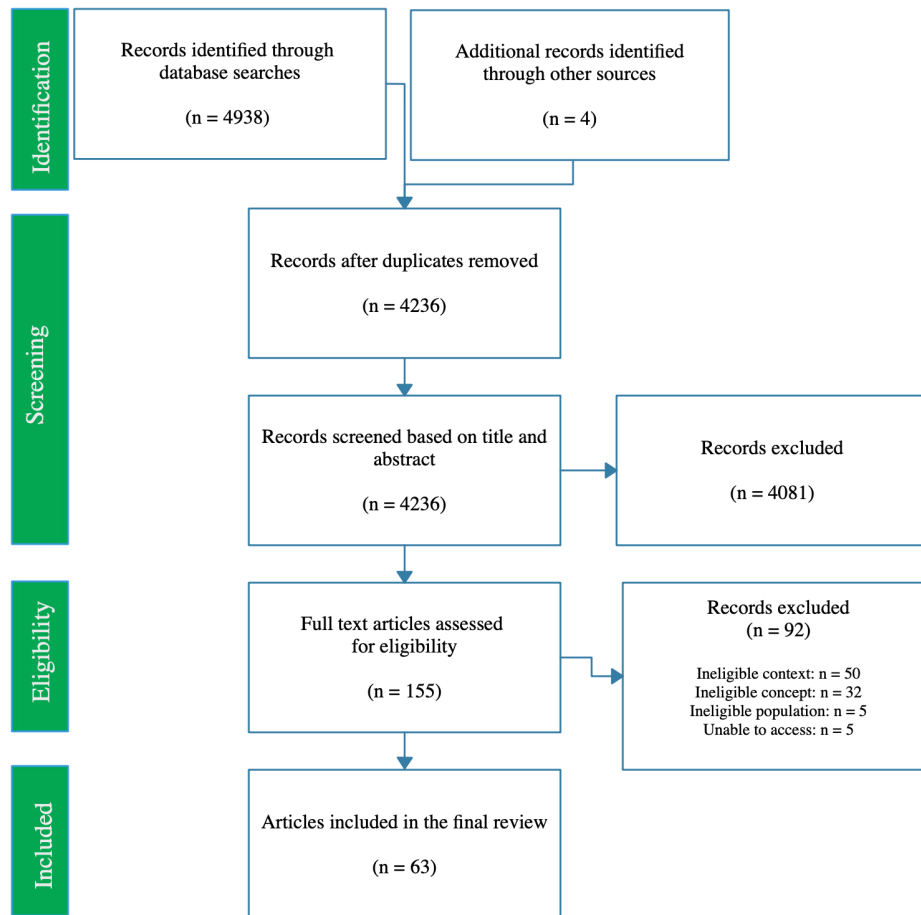 Identification
Records identified through
database searches
(n = 4938)
Additional records identified
through other sources
(n = 4)
Screening
Records after duplicates removed
(n = 4236)
Records screened based on title and
abstract
(n = 4236)
Records excluded
(n = 4081)
Eligibility
Full text articles assessed
for eligibility
(n = 155)
Records excluded
(n = 92)
Ineligible context: n = 50
Ineligible concept: n = 32
Ineligible population: n = 5
Unable to access: n = 5
Included
Articles included in the final review
(n = 63)